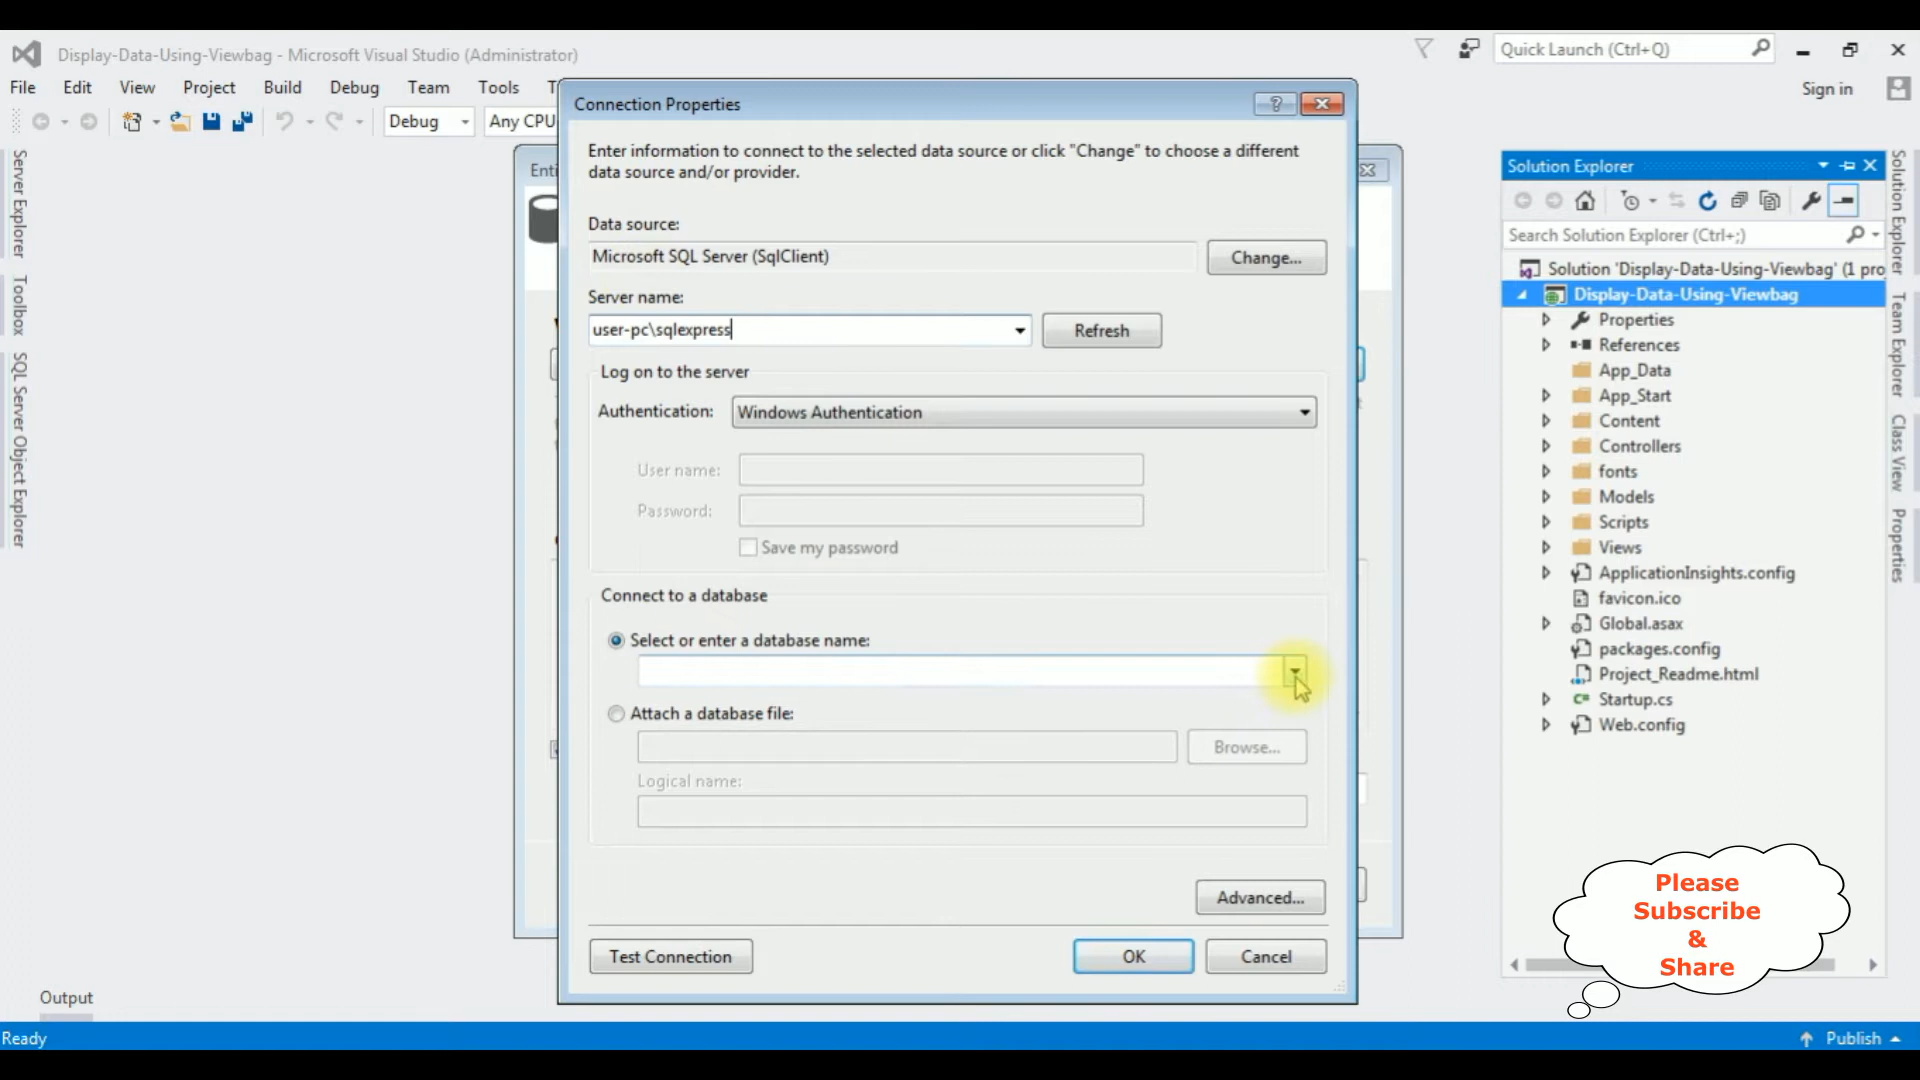 Display-Data-Using-Viewbag - Microsoft Visual Studio (Administrator)
Quick Launch (Ctrl+Q)
File Edit View Project Build Debug Team Tools
Sign in
Debug
Any CPU
Server Explorer
Toolbox
SQL Server Object Explorer
Connection Properties
Enter information to connect to the selected data source or click "Change" to choose a different
data source and/or provider.
Data source:
Microsoft SQL Server (SqlClient)
Change...
Server name:
user-pc\sqlexpress
Refresh
Log on to the server
Authentication:
Windows Authentication
User name:
Password:
Save my password
Connect to a database
Select or enter a database name:
Attach a database file:
Browse...
Logical name:
Advanced...
Test Connection
OK
Cancel
Solution Explorer
Search Solution Explorer (Ctrl+;)
Solution 'Display-Data-Using-Viewbag' (1 pro
Display-Data-Using-Viewbag
Properties
References
App_Data
App_Start
Content
Controllers
fonts
Models
Scripts
Views
ApplicationInsights.config
favicon.ico
Global.asax
packages.config
Project_Readme.html
Startup.cs
Web.config
Solution Explorer
Team Explorer
Class View
Properties
Please
Subscribe
&
Share
Output
Ready
Publish